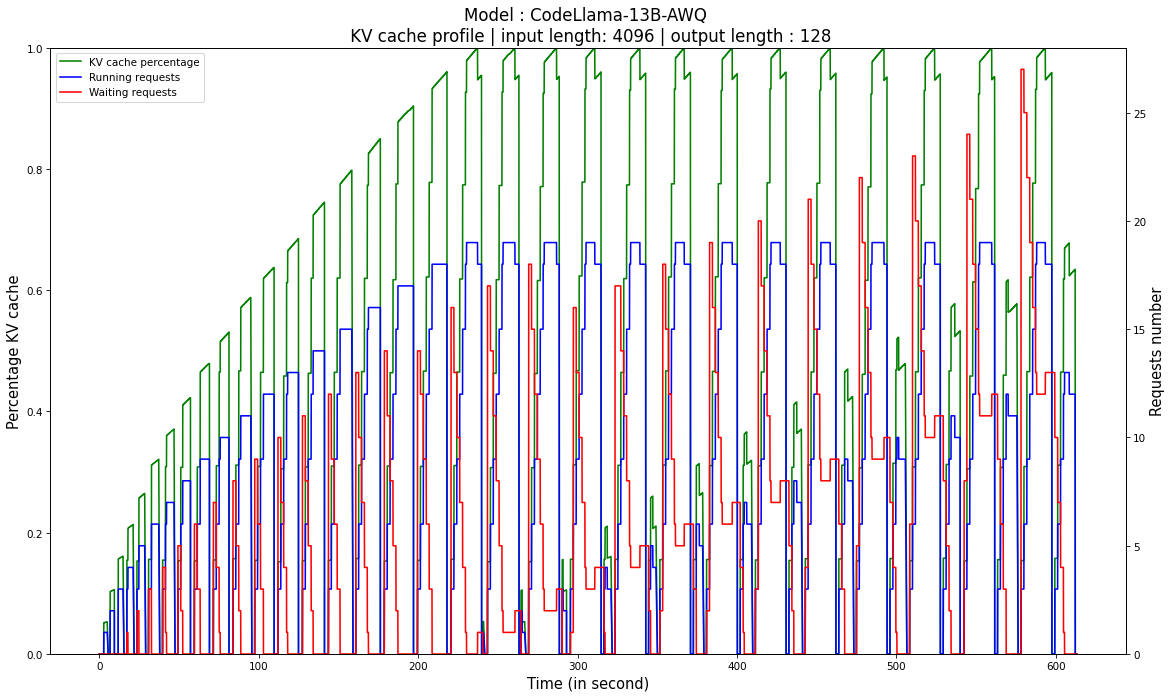 Model : CodeLlama-13B-AWQ
KV cache profile | input length: 4096 | output length : 128
KV cache percentage
Running requests
Waiting requests
Percentage KV cache
1.0
0.8
0.6
0.4
0.2
0.0
25
20
15
10
5
0
Requests number
0 100 200 300 400 500 600
Time (in second)